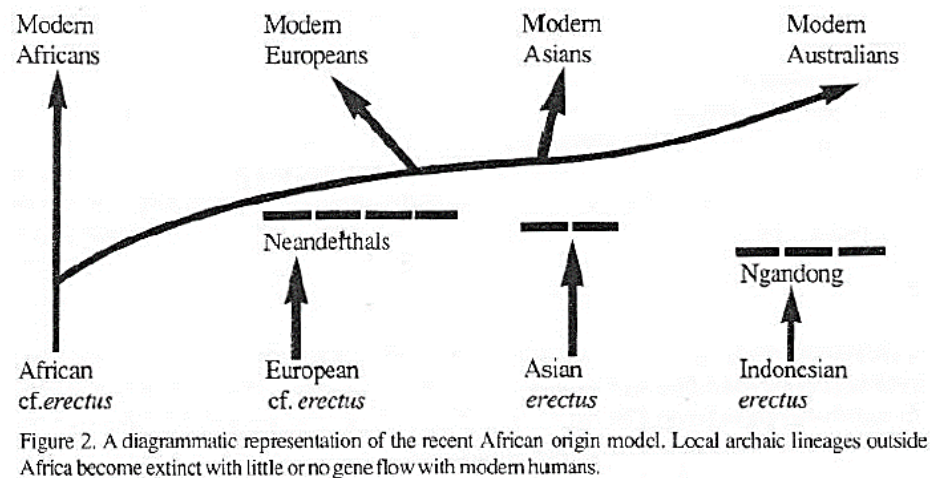 Modern Modern Modern Modern
Africans Europeans Asians Australians
Neanderthals
Ngandong
African European Asian Indonesian
cf.erectus cf. erectus erectus erectus
Figure 2. A diagrammatic representation of the recent African origin model. Local archaic lineages outside
Africa become extinct with little or no gene flow with modern humans.